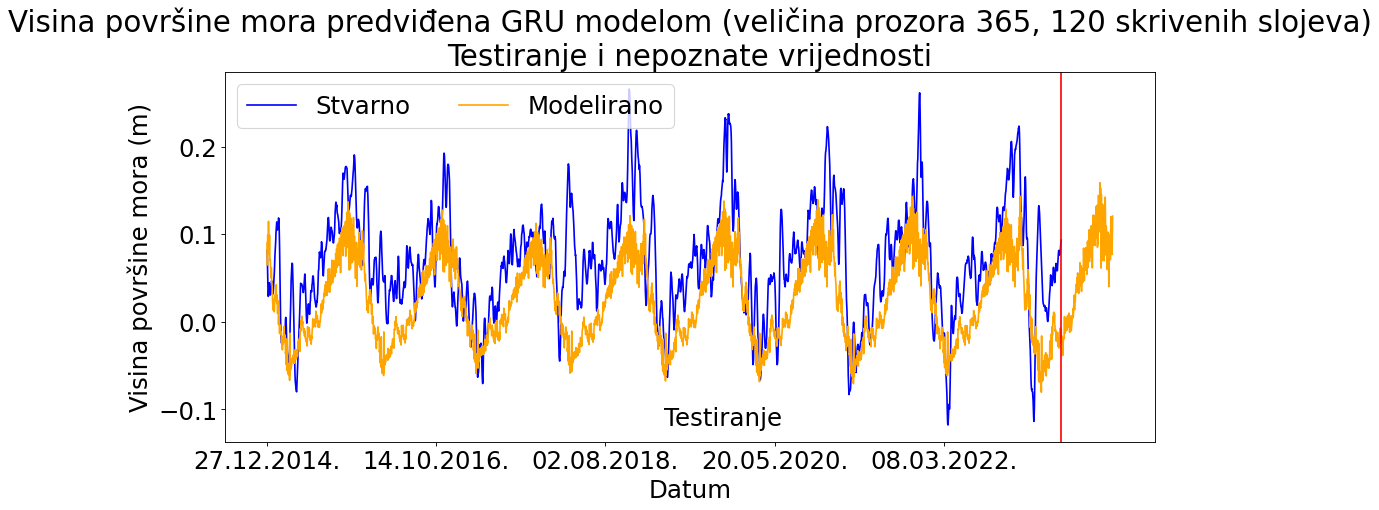 Visina površine mora predviđena GRU modelom (veličina prozora 365, 120 skrivenih slojeva)
Testiranje i nepoznate vrijednosti
Stvarno Modelirano
Visina površine mora (m)
0.2
0.1
0.0
−0.1
Testiranje
27.12.2014. 14.10.2016. 02.08.2018. 20.05.2020. 08.03.2022.
Datum